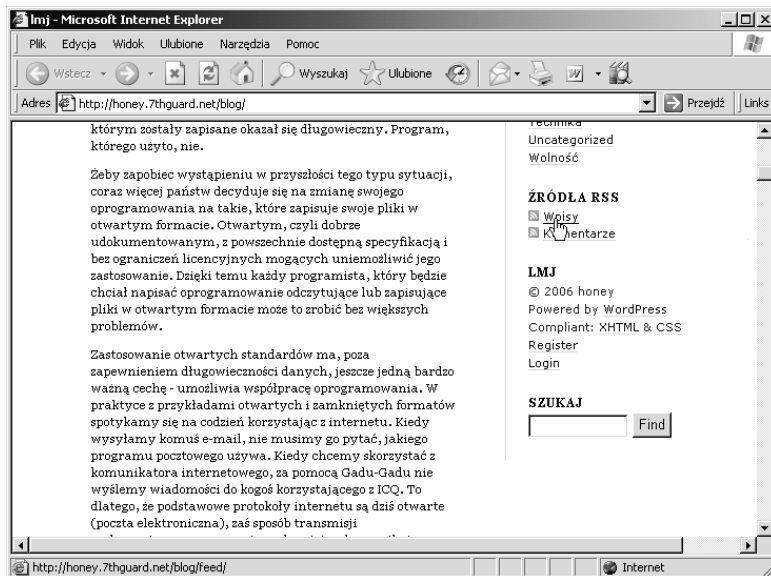 lmj - Microsoft Internet Explorer
Plik Edycja Widok Ulubione Narzędzia Pomoc
Wstecz Wyszukaj Ulubione
Adres http://honey.7thguard.net/blog/ Przejdź Links
którym zostały zapisane okazał się długowieczny. Program,
którego użyto, nie.
Żeby zapobiec wystąpieniu w przyszłości tego typu sytuacji,
coraz więcej państw decyduje się na zmianę swojego
oprogramowania na takie, które zapisuje swoje pliki w
otwartym formacie. Otwartym, czyli dobrze
udokumentowanym, z powszechnie dostępną specyfikacją i
bez ograniczeń licencyjnych mogących uniemożliwić jego
zastosowanie. Dzięki temu każdy programista, który będzie
chciał napisać oprogramowanie odczytujące lub zapisujące
pliki w otwartym formacie może to zrobić bez większych
problemów.
Zastosowanie otwartych standardów ma, poza
zapewnieniem długowieczności danych, jeszcze jedną bardzo
ważną cechę - umożliwia współpracę oprogramowania. W
praktyce z przykładami otwartych i zamkniętych formatów
spotykamy się na codzień korzystając z internetu. Kiedy
wysyłamy komuś e-mail, nie musimy go pytać, jakiego
programu pocztowego używa. Kiedy chcemy skorzystać z
komunikatora internetowego, za pomocą Gadu-Gadu nie
wyślemy wiadomości do kogoś korzystającego z ICQ. To
dlatego, że podstawowe protokoły internetu są dziś otwarte
(poczta elektroniczna), zaś sposób transmisji
Technika
Uncategorized
Wolność
ŹRÓDŁA RSS
Wpisy
Komentarze
LMJ
© 2006 honey
Powered by WordPress
Compliant: XHTML & CSS
Register
Login
SZUKAJ
Find
http://honey.7thguard.net/blog/feed/ Internet